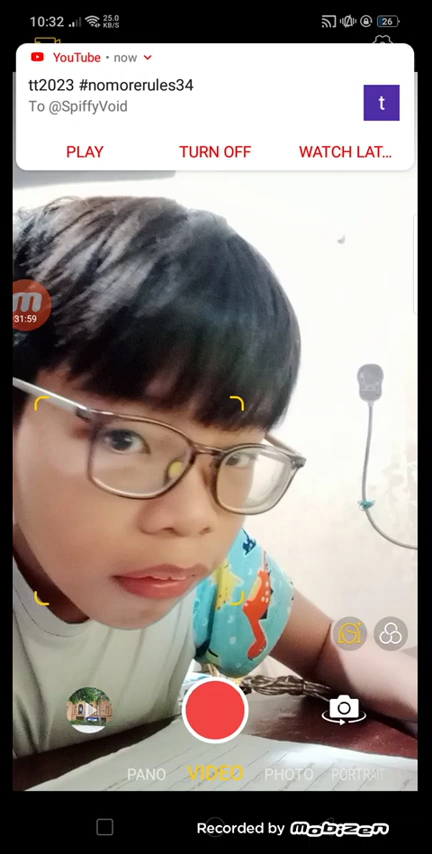 10:32
25.0
KB/S
26
YouTube • now
tt2023 #nomorerules34
To @SpiffyVoid
t
PLAY TURN OFF WATCH LAT...
m
31:59
PANO VIDEO PHOTO PORTRAIT
Recorded by mobizen